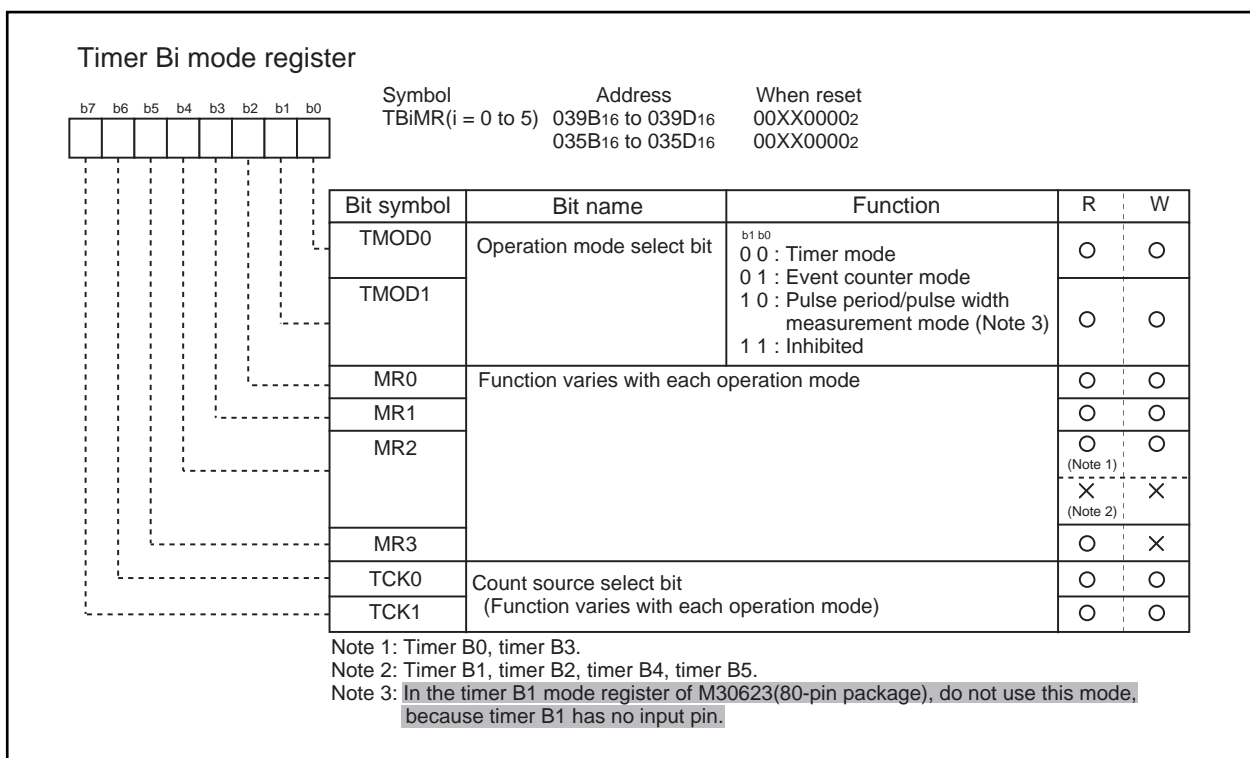 Timer Bi mode register
b7 b6 b5 b4 b3 b2 b1 b0
Symbol Address When reset
TBiMR(i = 0 to 5) 039B16 to 039D16 00XX00002
035B16 to 035D16 00XX00002
Bit symbol Bit name Function R W
TMOD0 Operation mode select bit b1 b0
0 0 : Timer mode
0 1 : Event counter mode
TMOD1 1 0 : Pulse period/pulse width
measurement mode (Note 3)
1 1 : Inhibited
MR0 Function varies with each operation mode
MR1
MR2
(Note 1)
(Note 2)
MR3
TCK0 Count source select bit
(Function varies with each operation mode)
TCK1
Note 1: Timer B0, timer B3.
Note 2: Timer B1, timer B2, timer B4, timer B5.
Note 3: In the timer B1 mode register of M30623(80-pin package), do not use this mode,
because timer B1 has no input pin.